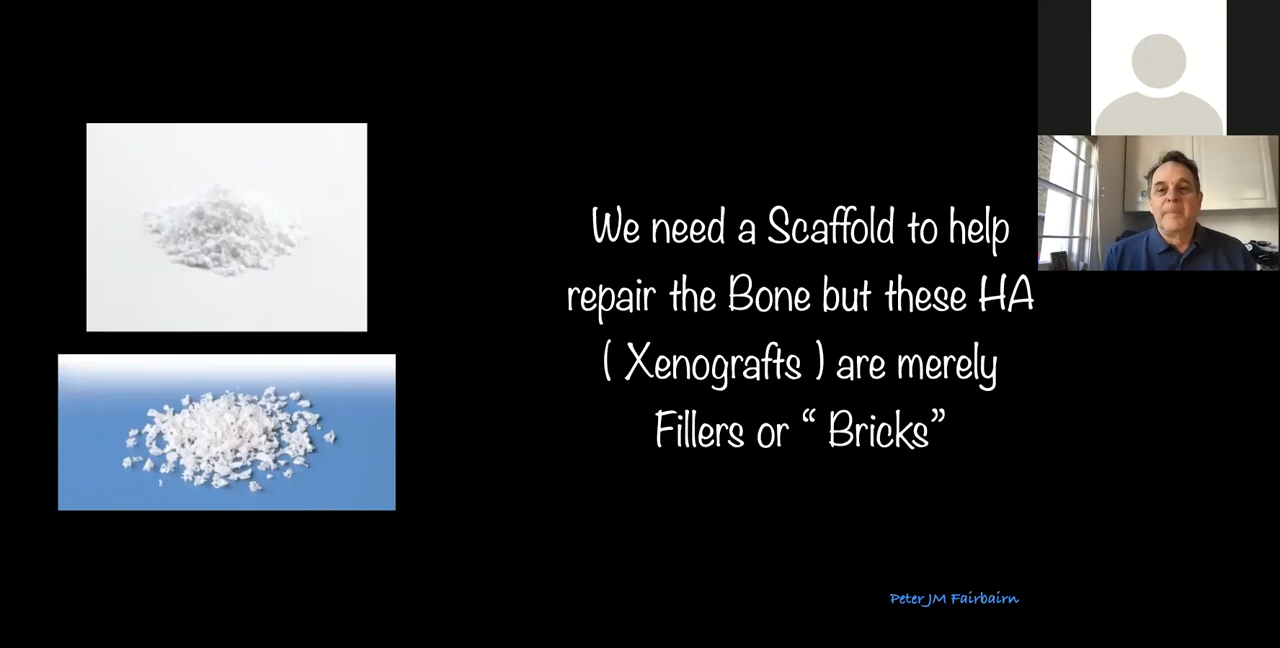 We need a Scaffold to help
repair the Bone but these HA
( Xenografts ) are merely
Fillers or “ Bricks”
Peter JM Fairbairn